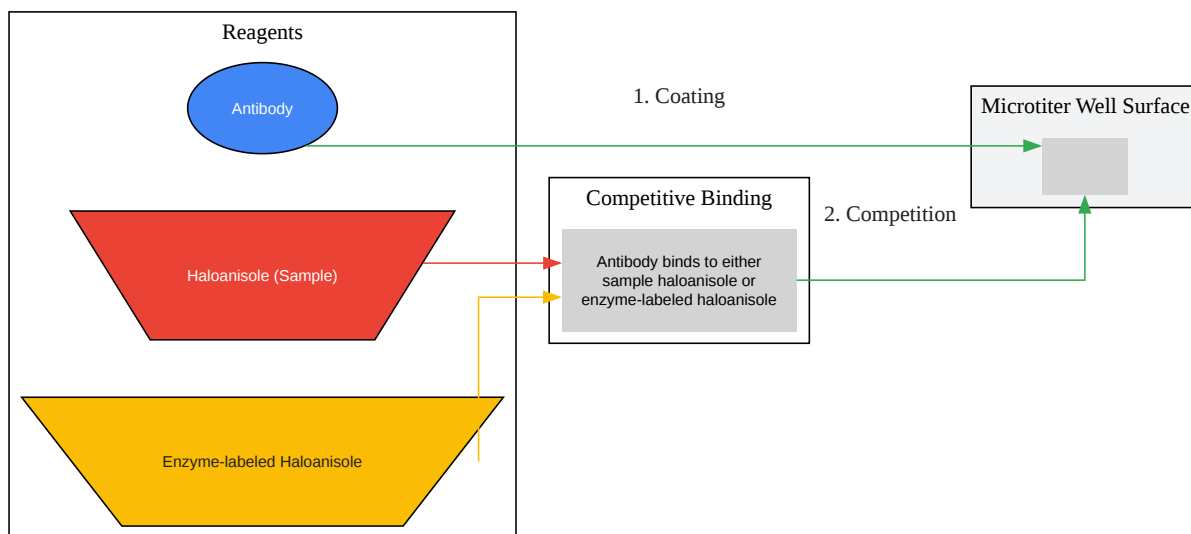 Reagents
Antibody
1. Coating
Microtiter Well Surface
Haloanisole (Sample)
Competitive Binding
2. Competition
Antibody binds to either
sample haloanisole or
enzyme-labeled haloanisole
Enzyme-labeled Haloanisole